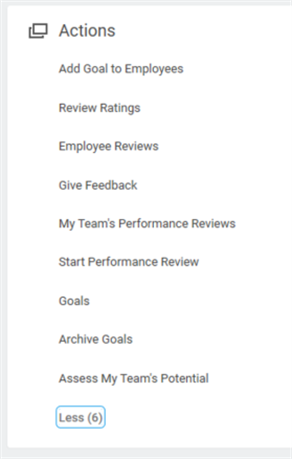 Actions
Add Goal to Employees
Review Ratings
Employee Reviews
Give Feedback
My Team's Performance Reviews
Start Performance Review
Goals
Archive Goals
Assess My Team's Potential
Less (6)